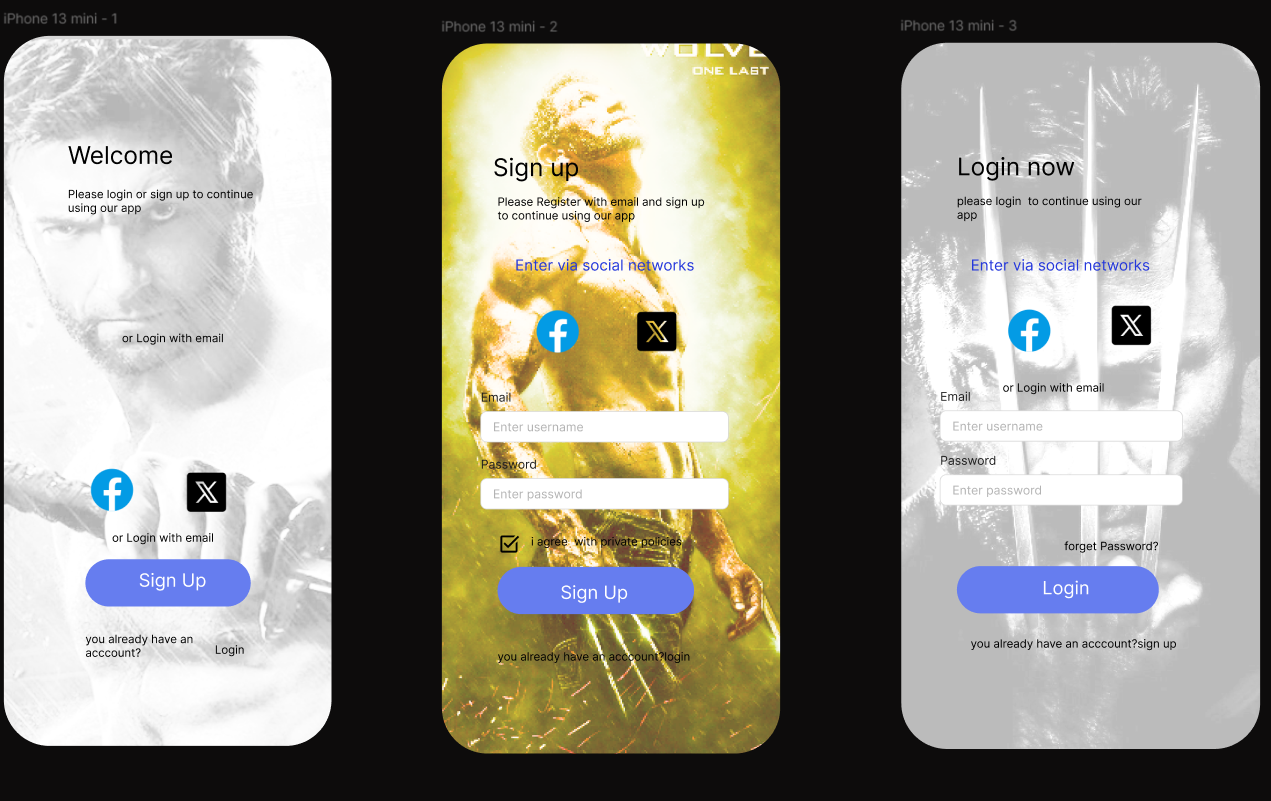 iPhone 13 mini - 1
Welcome
Please login or sign up to continue
using our app
or Login with email
or Login with email
Sign Up
you already have an
acccount?
Login
iPhone 13 mini - 2
WOLVE
ONE LAST
Sign up
Please Register with email and sign up
to continue using our app
Enter via social networks
Email
Enter username
Password
Enter password
i agree with private policies
Sign Up
you already have an acccount?login
iPhone 13 mini - 3
Login now
please login to continue using our
app
Enter via social networks
or Login with email
Email
Enter username
Password
Enter password
forget Password?
Login
you already have an acccount?sign up